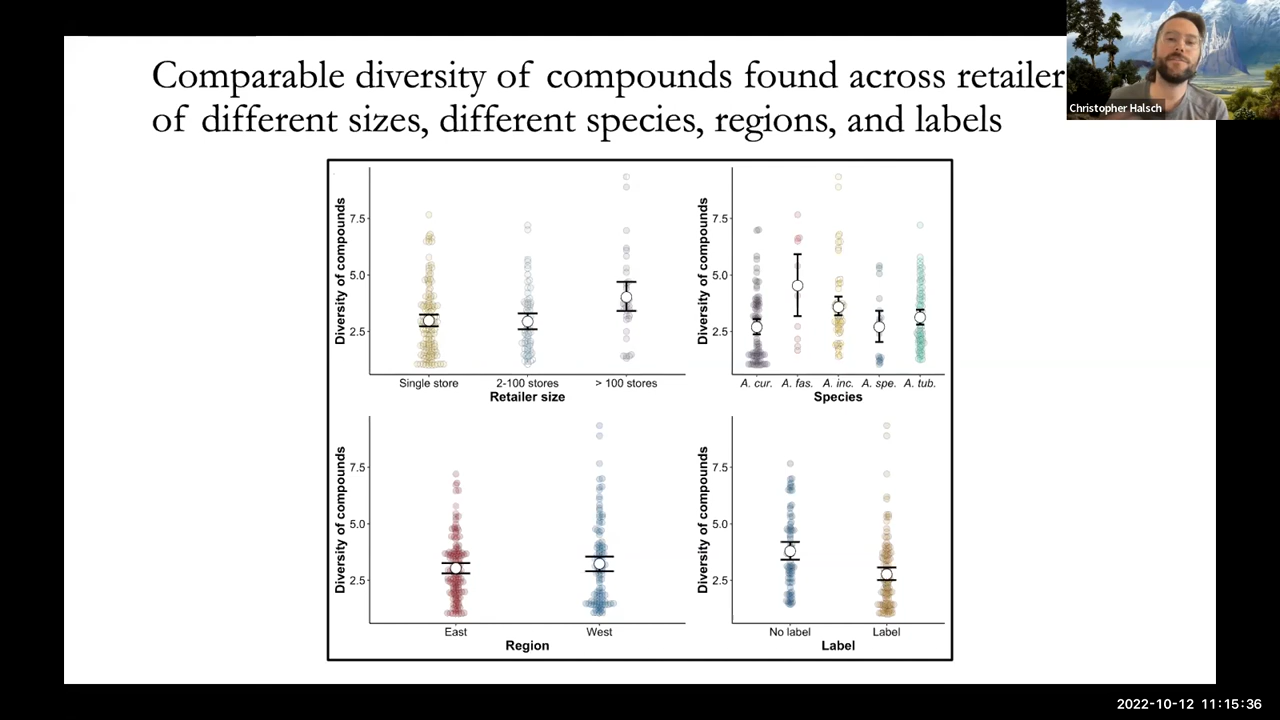 Comparable diversity of compounds found across retailer
of different sizes, different species, regions, and labels
Christopher Halsch
Diversity of compounds
7.5
5.0
2.5
Single store
2-100 stores
> 100 stores
Retailer size
Diversity of compounds
7.5
5.0
2.5
A. cur.
A. fas.
A. inc.
A. spe.
A. tub.
Species
Diversity of compounds
7.5
5.0
2.5
East
West
Region
Diversity of compounds
7.5
5.0
2.5
No label
Label
Label
2022-10-12 11:15:36